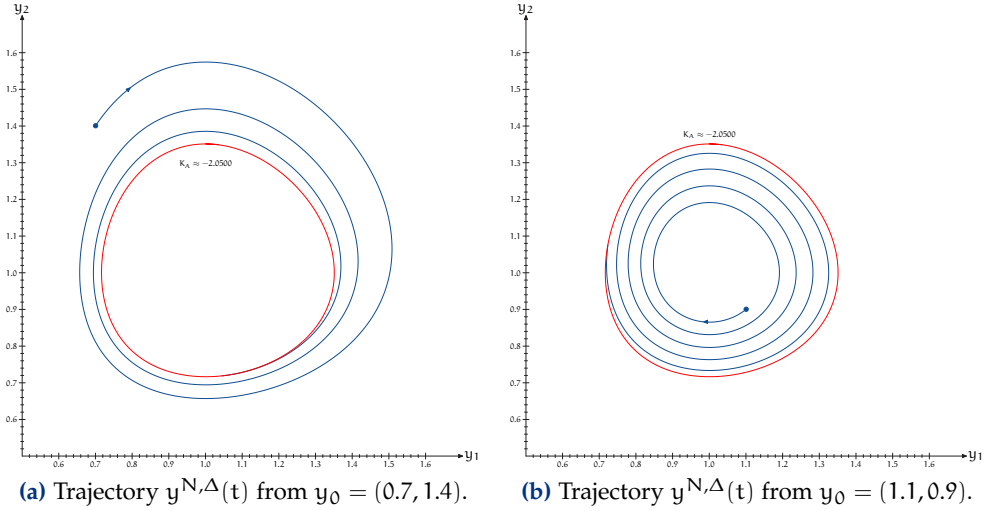 y₂
1.6
1.5
1.4
1.3
1.2
1.1
1.0
0.9
0.8
0.7
0.6
K_A ≈ −2.0500
0.6 0.7 0.8 0.9 1.0 1.1 1.2 1.3 1.4 1.5 1.6
y₁
(a) Trajectory y^{N,Δ}(t) from y₀ = (0.7, 1.4).
y₂
1.6
1.5
1.4
1.3
1.2
1.1
1.0
0.9
0.8
0.7
0.6
K_A ≈ −2.0500
0.6 0.7 0.8 0.9 1.0 1.1 1.2 1.3 1.4 1.5 1.6
y₁
(b) Trajectory y^{N,Δ}(t) from y₀ = (1.1, 0.9).